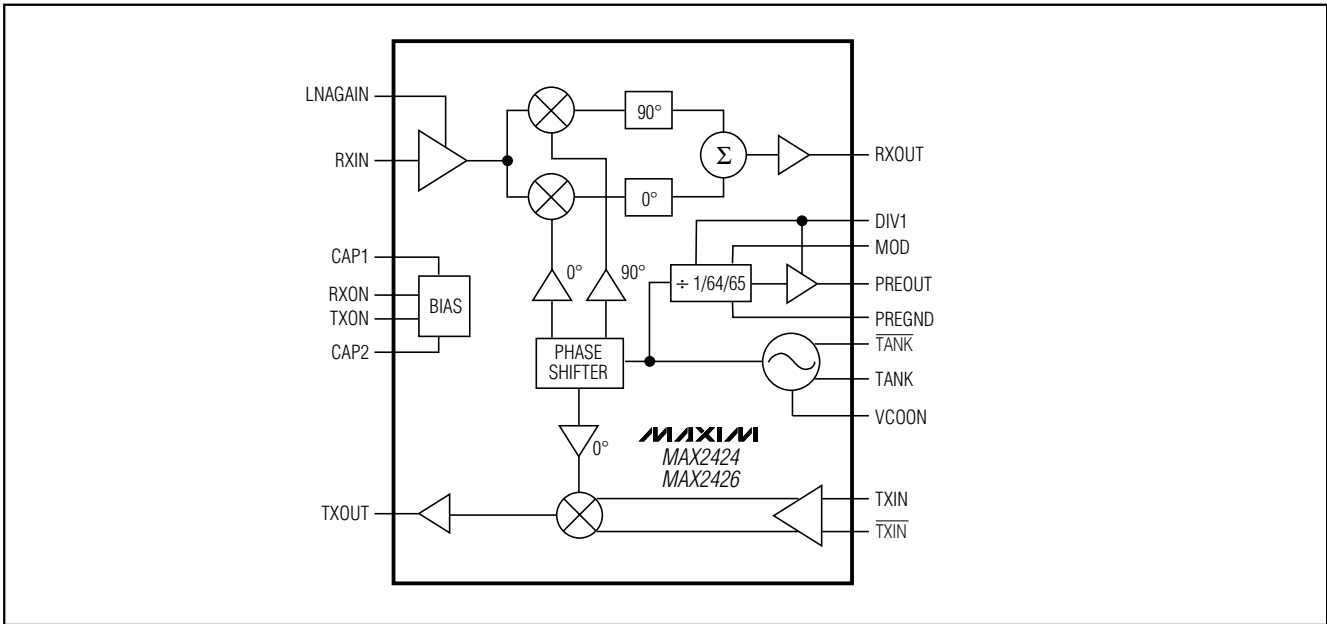 LNAGAIN
RXIN
90°
Σ
RXOUT
0°
DIV1
MOD
CAP1
0°
90°
÷ 1/64/65
PREOUT
RXON
BIAS
TXON
PREGND
TANK
CAP2
PHASE
SHIFTER
TANK
VCOON
0°
MAXIM
MAX2424
MAX2426
TXIN
TXOUT
TXIN